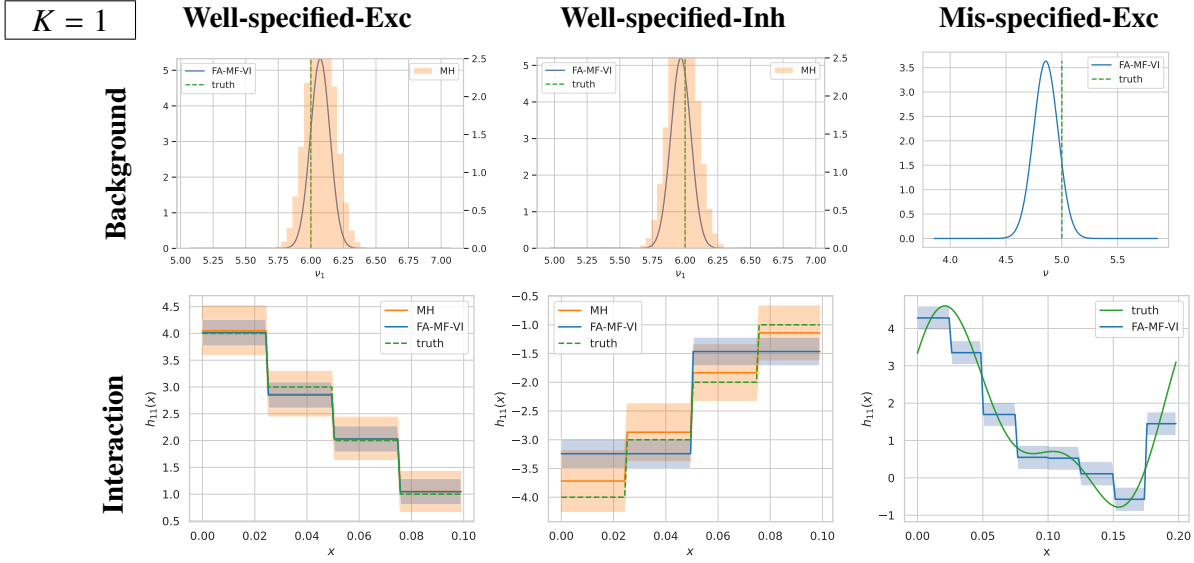 K = 1
Well-specified-Exc
Well-specified-Inh
Mis-specified-Exc
Background
5
4
3
2
1
0
2.5
2.0
1.5
1.0
0.5
0.0
5.00 5.25 5.50 5.75 6.00 6.25 6.50 6.75 7.00
ν₁
FA-MF-VI
truth
MH
5
4
3
2
1
0
2.5
2.0
1.5
1.0
0.5
0.0
5.00 5.25 5.50 5.75 6.00 6.25 6.50 6.75 7.00
ν₁
FA-MF-VI
truth
MH
3.5
3.0
2.5
2.0
1.5
1.0
0.5
0.0
4.0 4.5 5.0 5.5
ν
FA-MF-VI
truth
Interaction
h₁₁(x)
4.5
4.0
3.5
3.0
2.5
2.0
1.5
1.0
0.5
0.00 0.02 0.04 0.06 0.08 0.10
x
MH
FA-MF-VI
truth
h₁₁(x)
−0.5
−1.0
−1.5
−2.0
−2.5
−3.0
−3.5
−4.0
0.00 0.02 0.04 0.06 0.08 0.10
x
MH
FA-MF-VI
truth
h₁₁(x)
4
3
2
1
0
−1
0.00 0.05 0.10 0.15 0.20
x
truth
FA-MF-VI